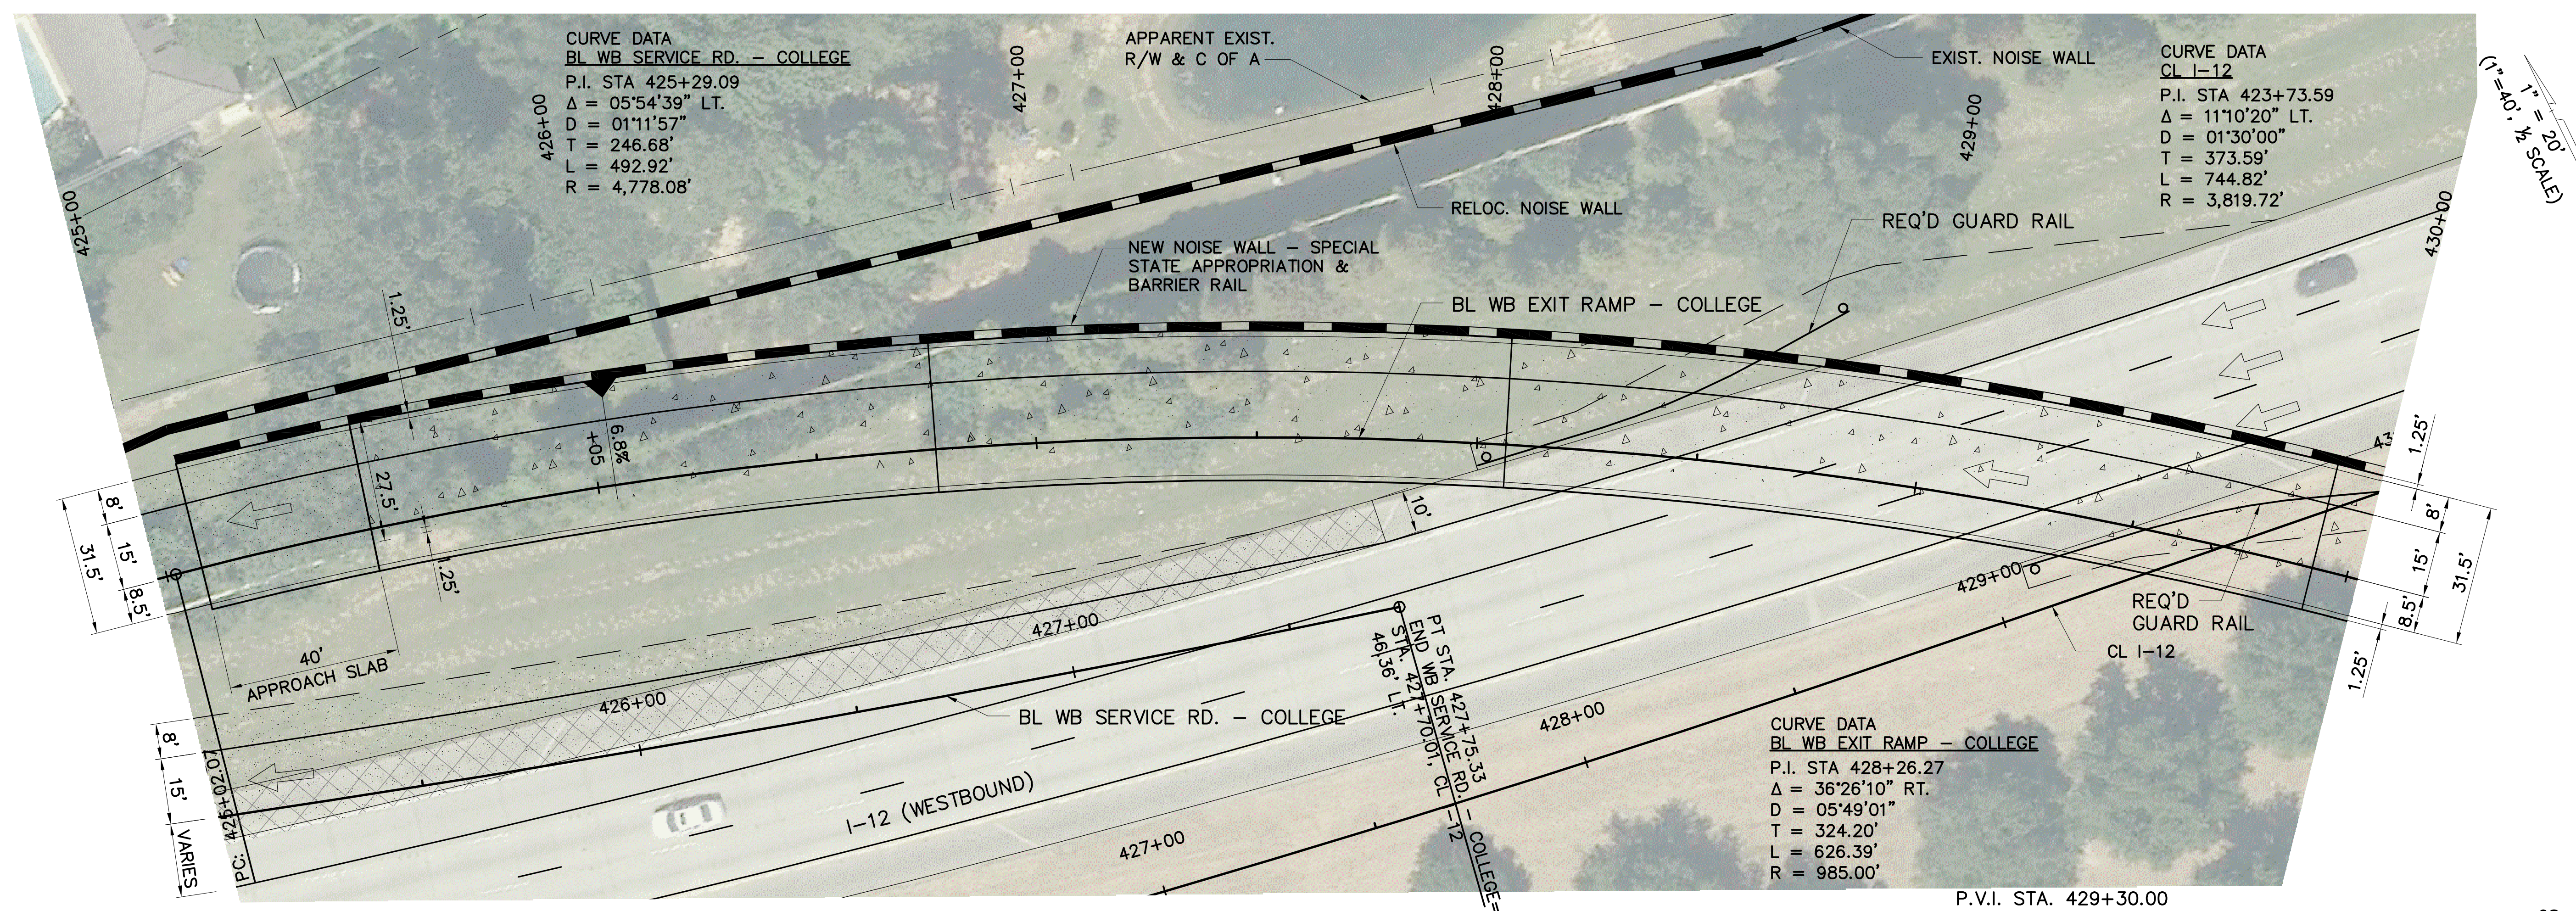 CURVE DATA
BL WB SERVICE RD. – COLLEGE
P.I. STA 425+29.09
Δ = 05°54'39" LT.
D = 01°11'57"
T = 246.68'
L = 492.92'
R = 4,778.08'
APPARENT EXIST.
R/W & C OF A
EXIST. NOISE WALL
CURVE DATA
CL I-12
P.I. STA 423+73.59
Δ = 11°10'20" LT.
D = 01°30'00"
T = 373.59'
L = 744.82'
R = 3,819.72'
1" = 20'
(1"=40', ½ SCALE)
425+00
426+00
427+00
428+00
429+00
430+00
RELOC. NOISE WALL
REQ'D GUARD RAIL
NEW NOISE WALL – SPECIAL
STATE APPROPRIATION &
BARRIER RAIL
BL WB EXIT RAMP – COLLEGE
1.25'
+05
6.8%
27.5'
1.25'
10'
8'
15'
8.5'
31.5'
40'
APPROACH SLAB
43
1.25'
8'
15'
8.5'
31.5'
1.25'
426+00
427+00
BL WB SERVICE RD. – COLLEGE
PT STA. 427+75.33
END WB SERVICE RD. – COLLEGE=
STA. 427+70.01, CL I-12
46.36' LT.
429+00
REQ'D
GUARD RAIL
CL I-12
428+00
427+00
I-12 (WESTBOUND)
8'
15'
VARIES
P.C. 425+02.07
CURVE DATA
BL WB EXIT RAMP – COLLEGE
P.I. STA 428+26.27
Δ = 36°26'10" RT.
D = 05°49'01"
T = 324.20'
L = 626.39'
R = 985.00'
P.V.I. STA. 429+30.00